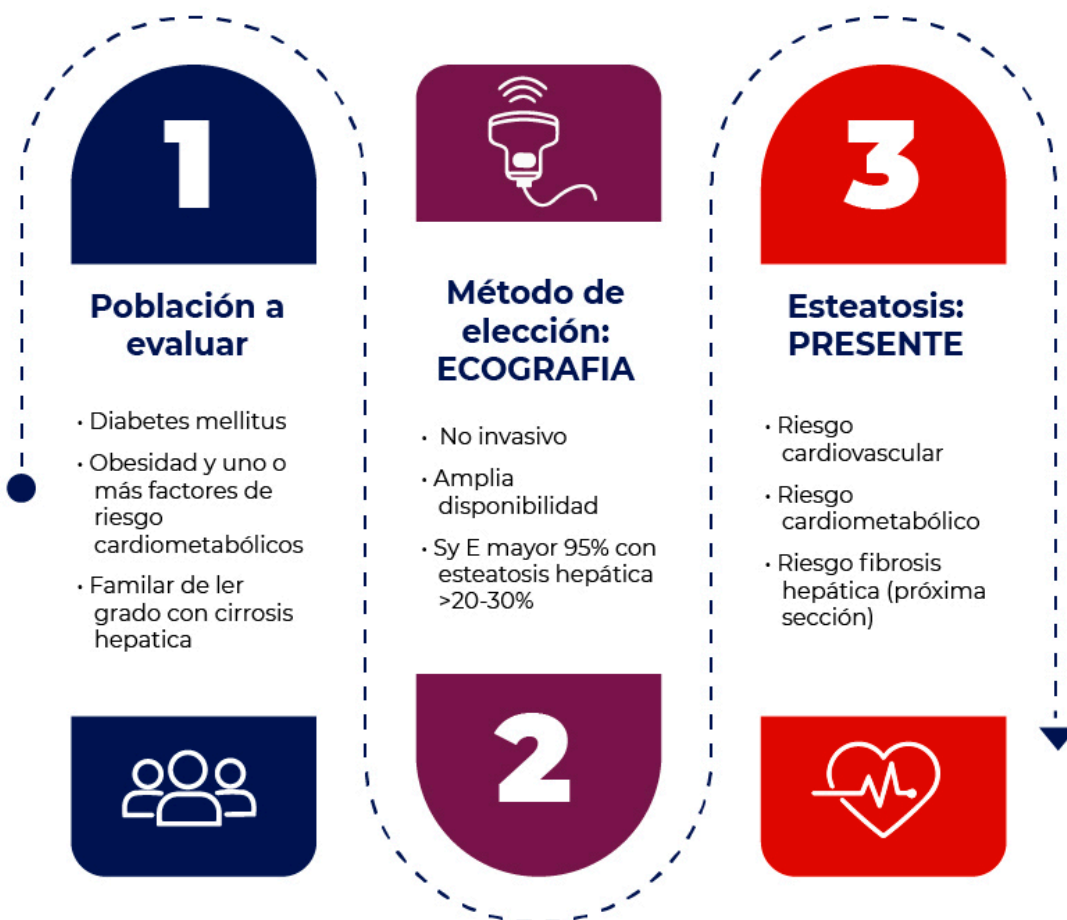 1
Población a
evaluar
· Diabetes mellitus
· Obesidad y uno o
más factores de
riesgo
cardiometabólicos
· Familar de ler
grado con cirrosis
hepatica
Método de
elección:
ECOGRAFIA
· No invasivo
· Amplia
disponibilidad
· Sy E mayor 95% con
esteatosis hepática
>20-30%
2
3
Esteatosis:
PRESENTE
· Riesgo
cardiovascular
· Riesgo
cardiometabólico
· Riesgo fibrosis
hepática (próxima
sección)